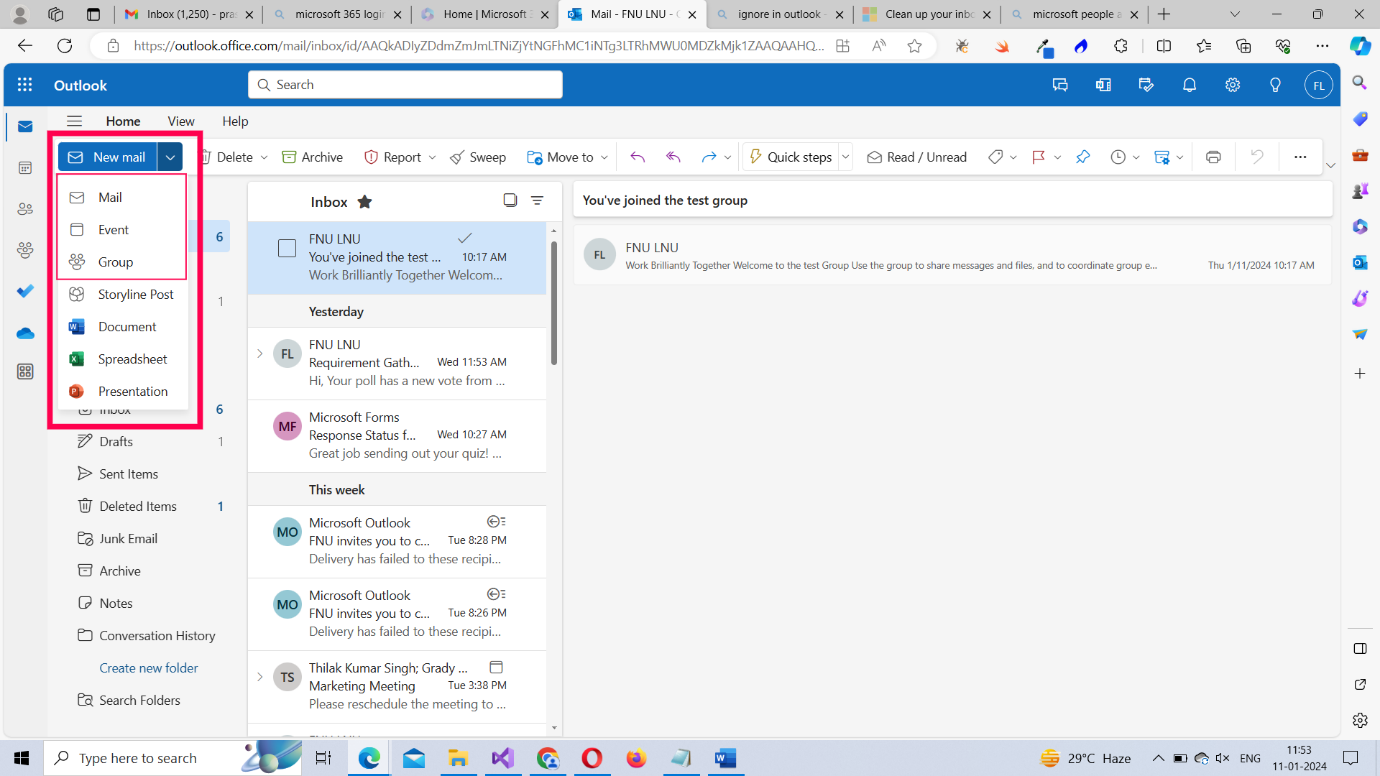 Inbox (1,250) - pra
microsoft 365 login
Home | Microsoft 3
Mail - FNU LNU - O
ignore in outlook -
Clean up your inbo
microsoft people a
https://outlook.office.com/mail/inbox/id/AAQkADIyZDdmZmJmLTNiZjYtNGFhMC1iNTg3LTRhMWU0MDZkMjk1ZAAQAAHQ...
Outlook
Search
FL
Home View Help
New mail
Delete
Archive
Report
Sweep
Move to
Quick steps
Read / Unread
Mail
Event
Group
Storyline Post
Document
Spreadsheet
Presentation
6
1
Inbox 6
Drafts 1
Sent Items
Deleted Items 1
Junk Email
Archive
Notes
Conversation History
Create new folder
Search Folders
Inbox
FNU LNU
You've joined the test ... 10:17 AM
Work Brilliantly Together Welcom...
Yesterday
FL
FNU LNU
Requirement Gath... Wed 11:53 AM
Hi, Your poll has a new vote from ...
MF
Microsoft Forms
Response Status f... Wed 10:27 AM
Great job sending out your quiz! ...
This week
MO
Microsoft Outlook
FNU invites you to c... Tue 8:28 PM
Delivery has failed to these recipi...
MO
Microsoft Outlook
FNU invites you to c... Tue 8:26 PM
Delivery has failed to these recipi...
TS
Thilak Kumar Singh; Grady ...
Marketing Meeting Tue 3:38 PM
Please reschedule the meeting to ...
You've joined the test group
FL
FNU LNU
Work Brilliantly Together Welcome to the test Group Use the group to share messages and files, and to coordinate group e... Thu 1/11/2024 10:17 AM
Type here to search
29°C Haze
ENG
11:53
11-01-2024